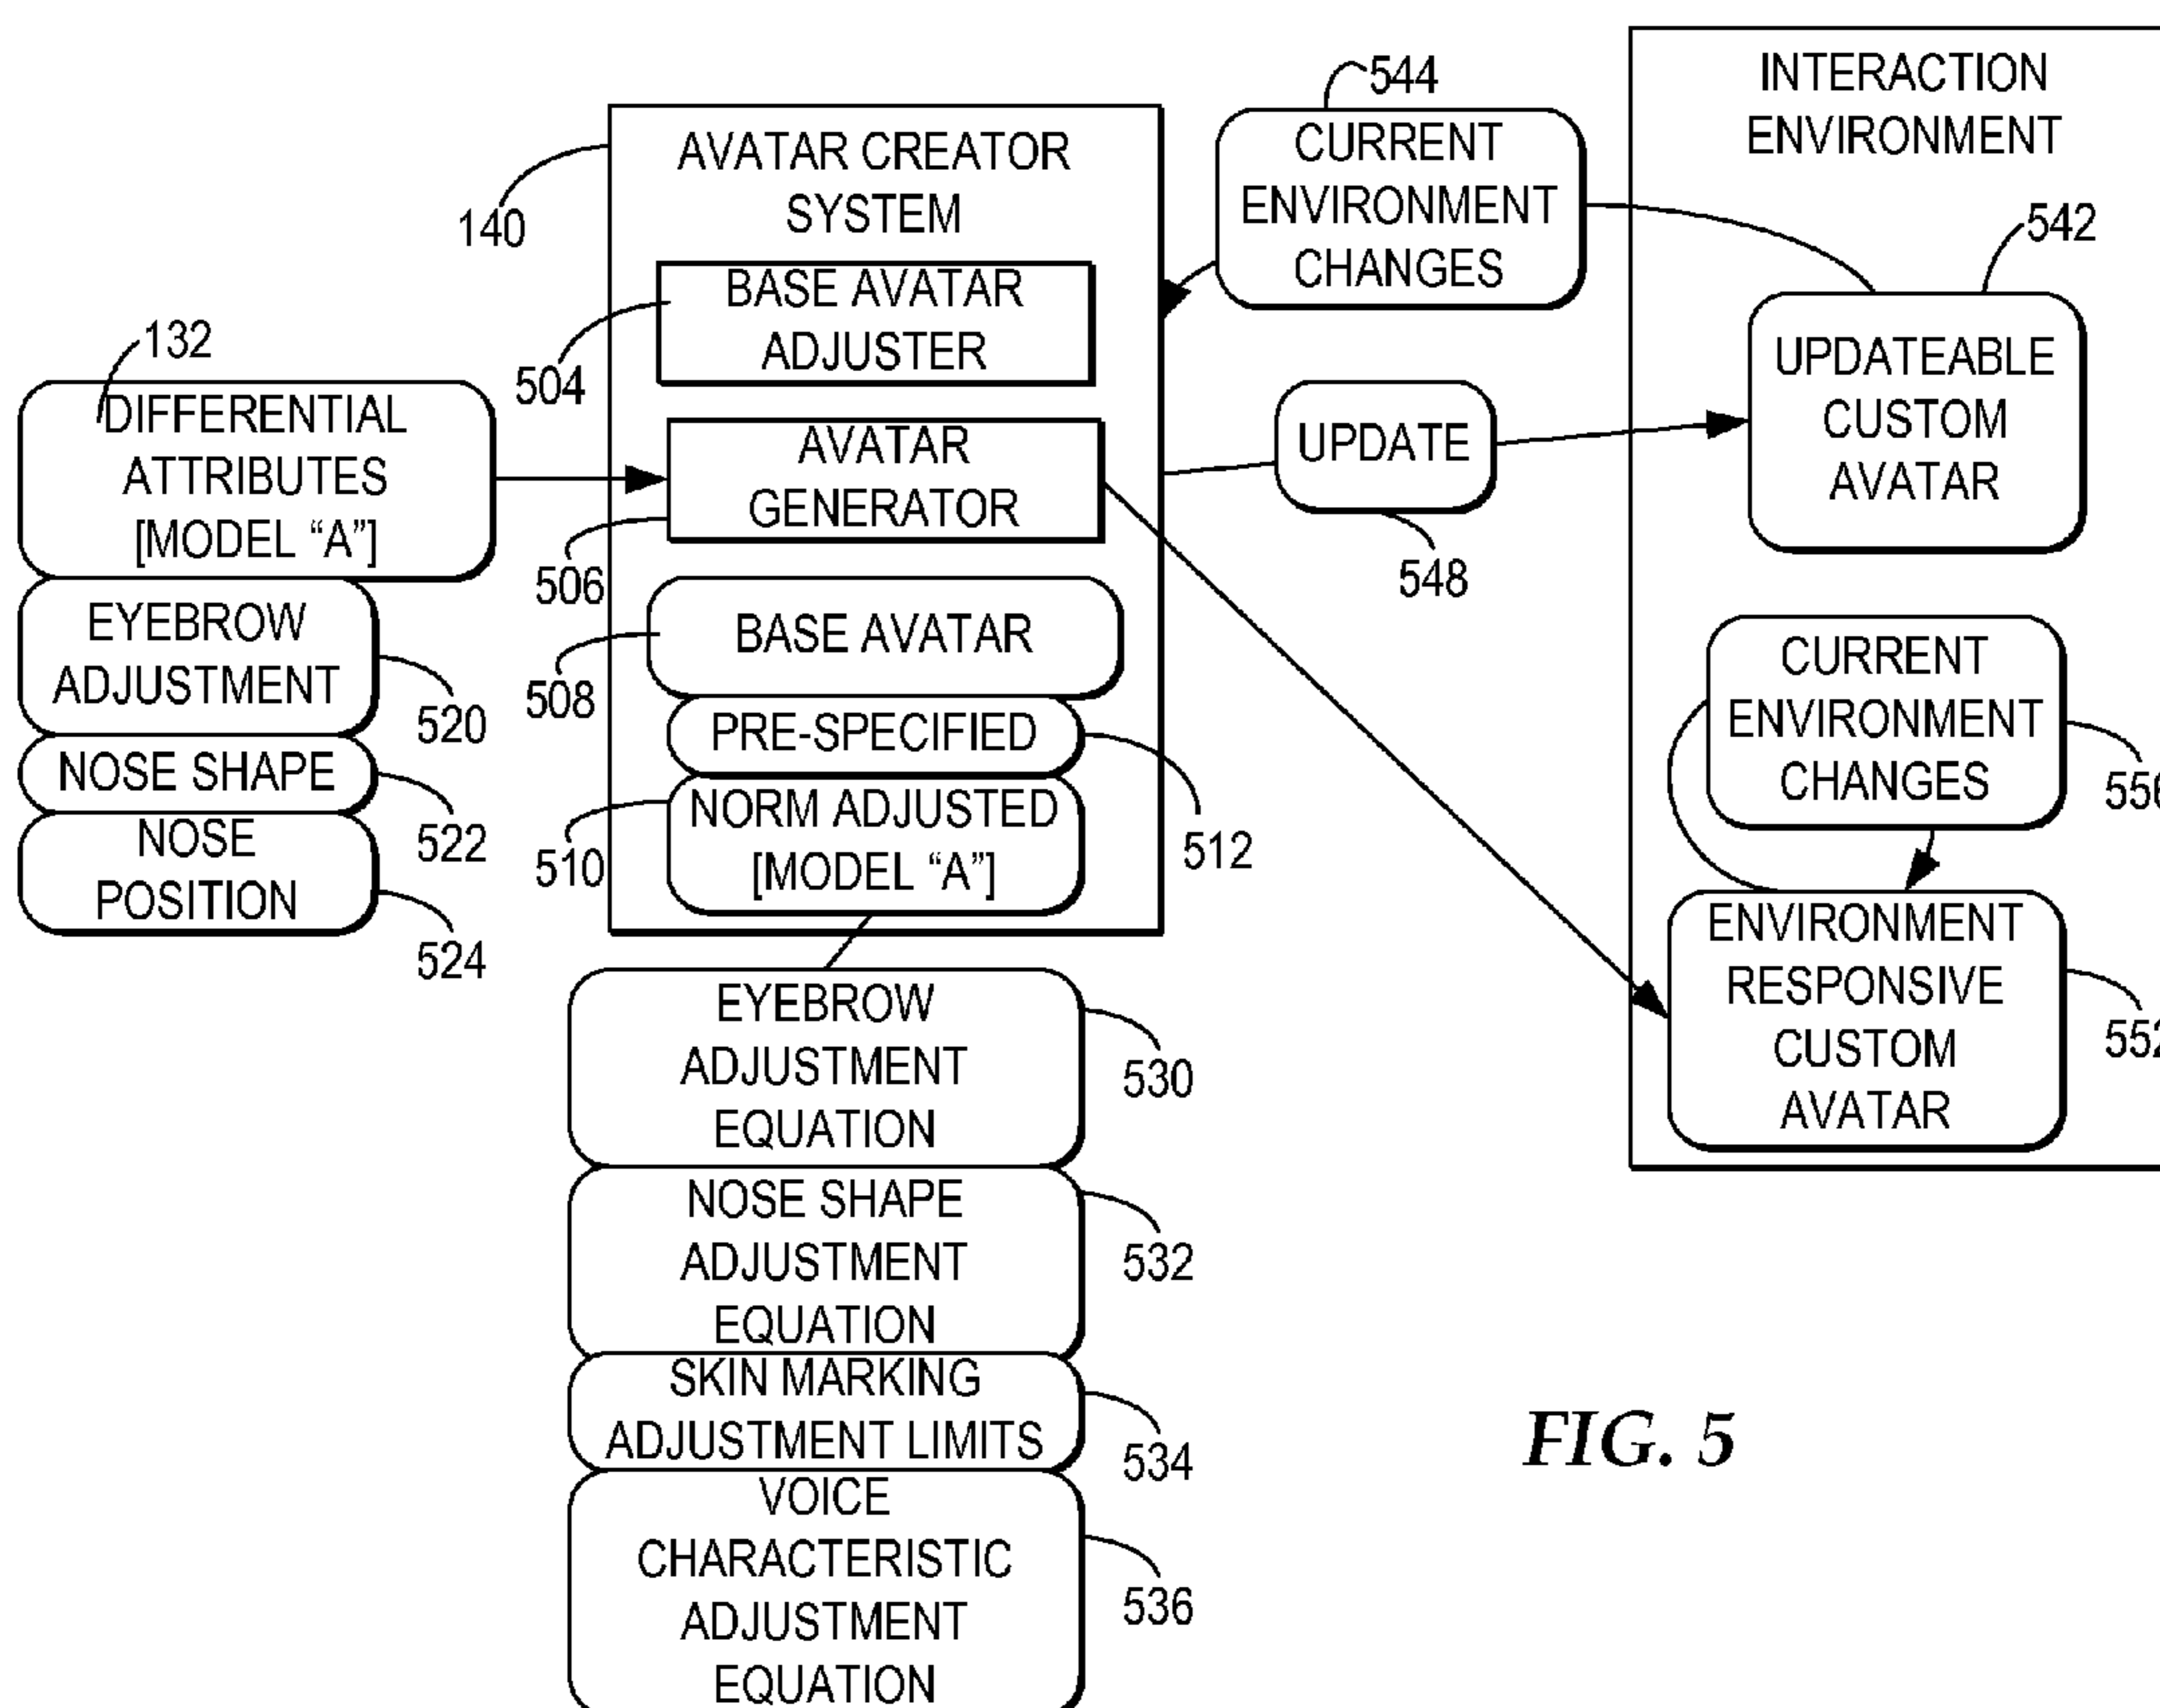 544
INTERACTION
ENVIRONMENT
AVATAR CREATOR
SYSTEM
140
CURRENT
ENVIRONMENT
CHANGES
542
BASE AVATAR
ADJUSTER
504
132
DIFFERENTIAL
ATTRIBUTES
[MODEL “A”]
AVATAR
GENERATOR
506
UPDATE
548
UPDATEABLE
CUSTOM
AVATAR
EYEBROW
ADJUSTMENT
520
NOSE SHAPE
522
NOSE
POSITION
524
BASE AVATAR
508
PRE-SPECIFIED
512
NORM ADJUSTED
[MODEL “A”]
510
CURRENT
ENVIRONMENT
CHANGES
556
ENVIRONMENT
RESPONSIVE
CUSTOM
AVATAR
552
EYEBROW
ADJUSTMENT
EQUATION
530
NOSE SHAPE
ADJUSTMENT
EQUATION
532
SKIN MARKING
ADJUSTMENT LIMITS
534
VOICE
CHARACTERISTIC
ADJUSTMENT
EQUATION
536
FIG. 5